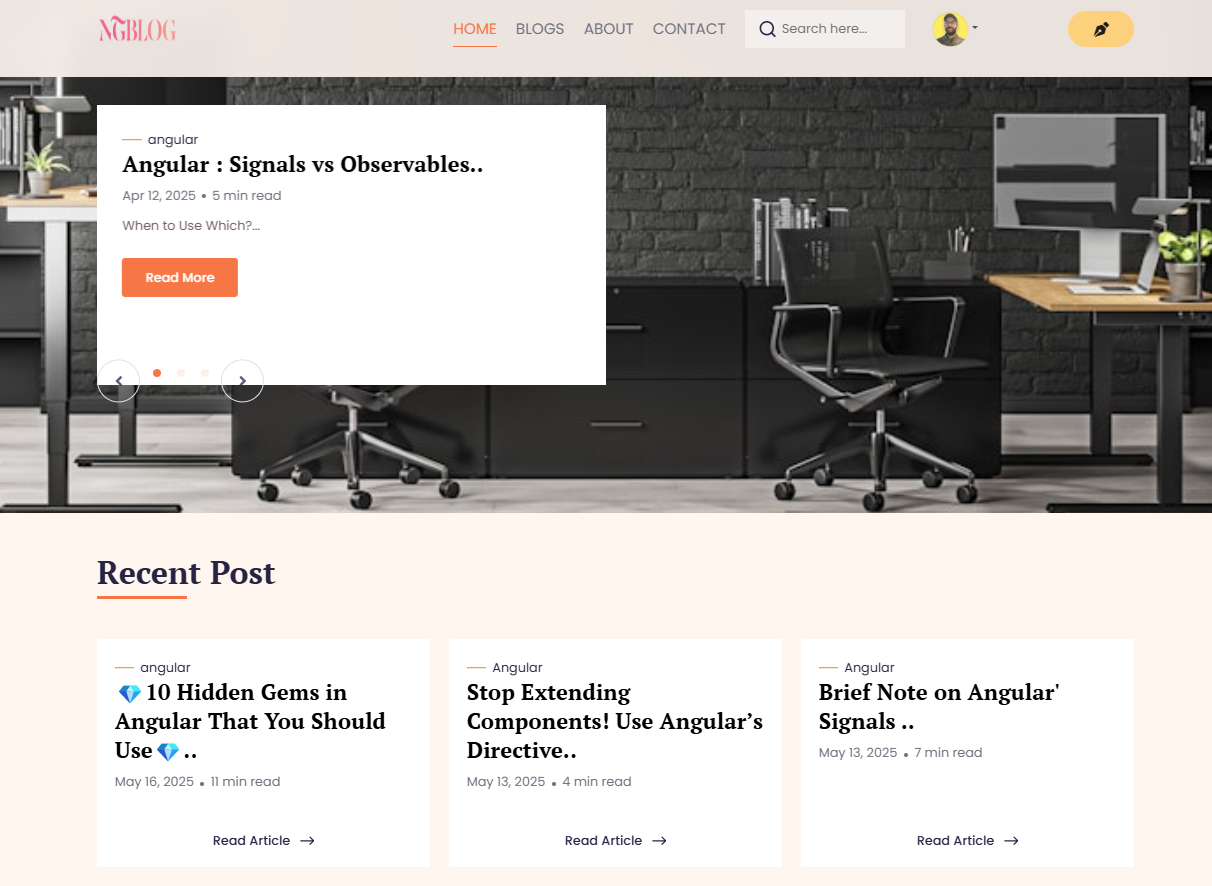 NGBLOG
HOME BLOGS ABOUT CONTACT Search here...
angular
Angular : Signals vs Observables..
Apr 12, 2025 • 5 min read
When to Use Which?...
Read More
Recent Post
angular
💎 10 Hidden Gems in
Angular That You Should
Use 💎 ..
May 16, 2025 • 11 min read
Read Article →
Angular
Stop Extending
Components! Use Angular’s
Directive..
May 13, 2025 • 4 min read
Read Article →
Angular
Brief Note on Angular'
Signals ..
May 13, 2025 • 7 min read
Read Article →